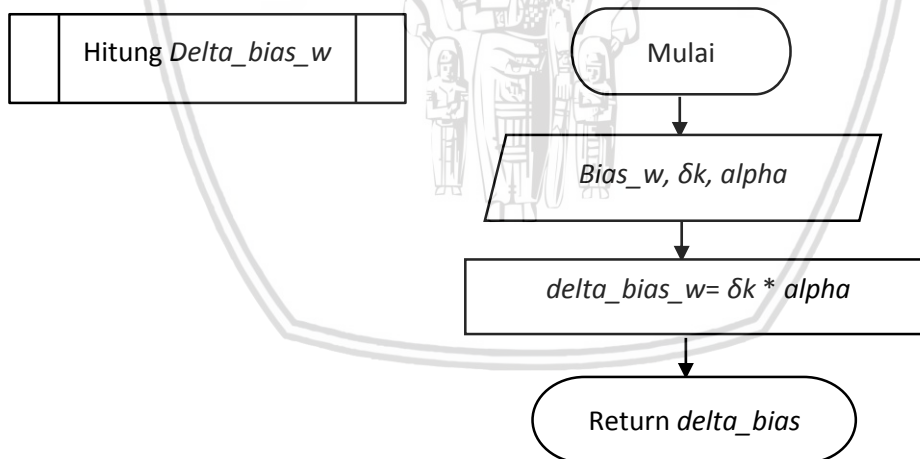 Hitung Delta_bias_w
Mulai
Bias_w, δk, alpha
delta_bias_w= δk * alpha
Return delta_bias